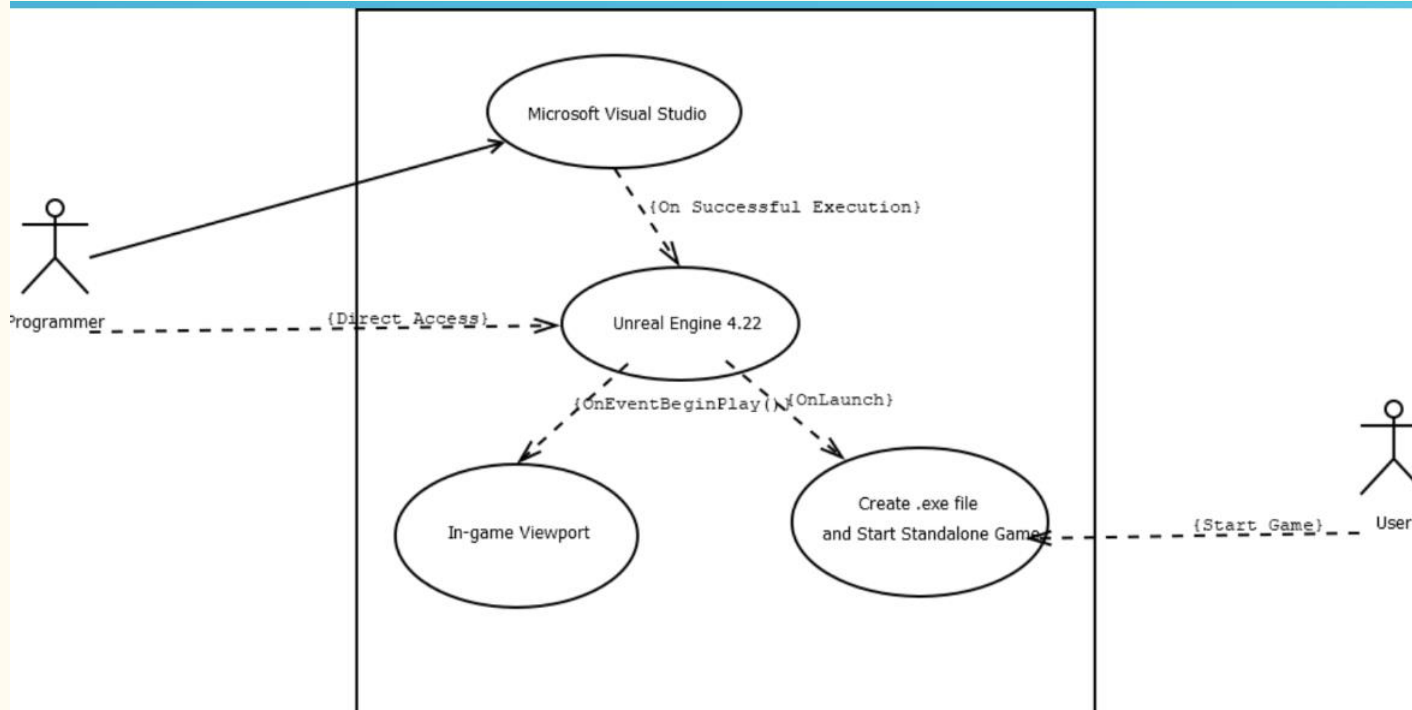 Microsoft Visual Studio
{On Successful Execution}
Programmer
{Direct Access}
Unreal Engine 4.22
{OnEventBeginPlay()}
{OnLaunch}
In-game Viewport
Create .exe file
and Start Standalone Game
{Start Game}
User